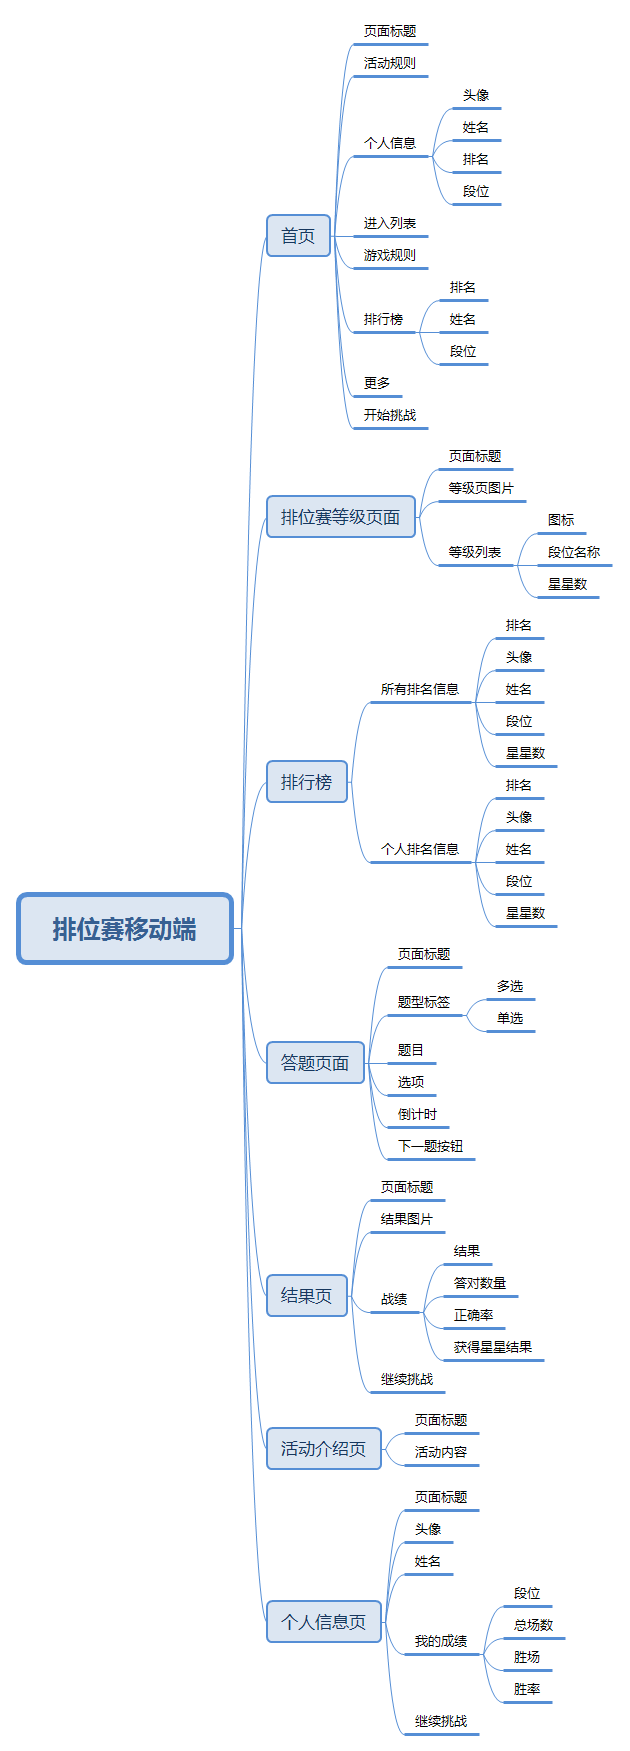 排位赛移动端
首页
页面标题
活动规则
个人信息
头像
姓名
排名
段位
进入列表
游戏规则
排行榜
排名
姓名
段位
更多
开始挑战
排位赛等级页面
页面标题
等级页图片
等级列表
图标
段位名称
星星数
排行榜
所有排名信息
排名
头像
姓名
段位
星星数
个人排名信息
排名
头像
姓名
段位
星星数
答题页面
页面标题
题型标签
多选
单选
题目
选项
倒计时
下一题按钮
结果页
页面标题
结果图片
战绩
结果
答对数量
正确率
获得星星结果
继续挑战
活动介绍页
页面标题
活动内容
个人信息页
页面标题
头像
姓名
我的成绩
段位
总场数
胜场
胜率
继续挑战